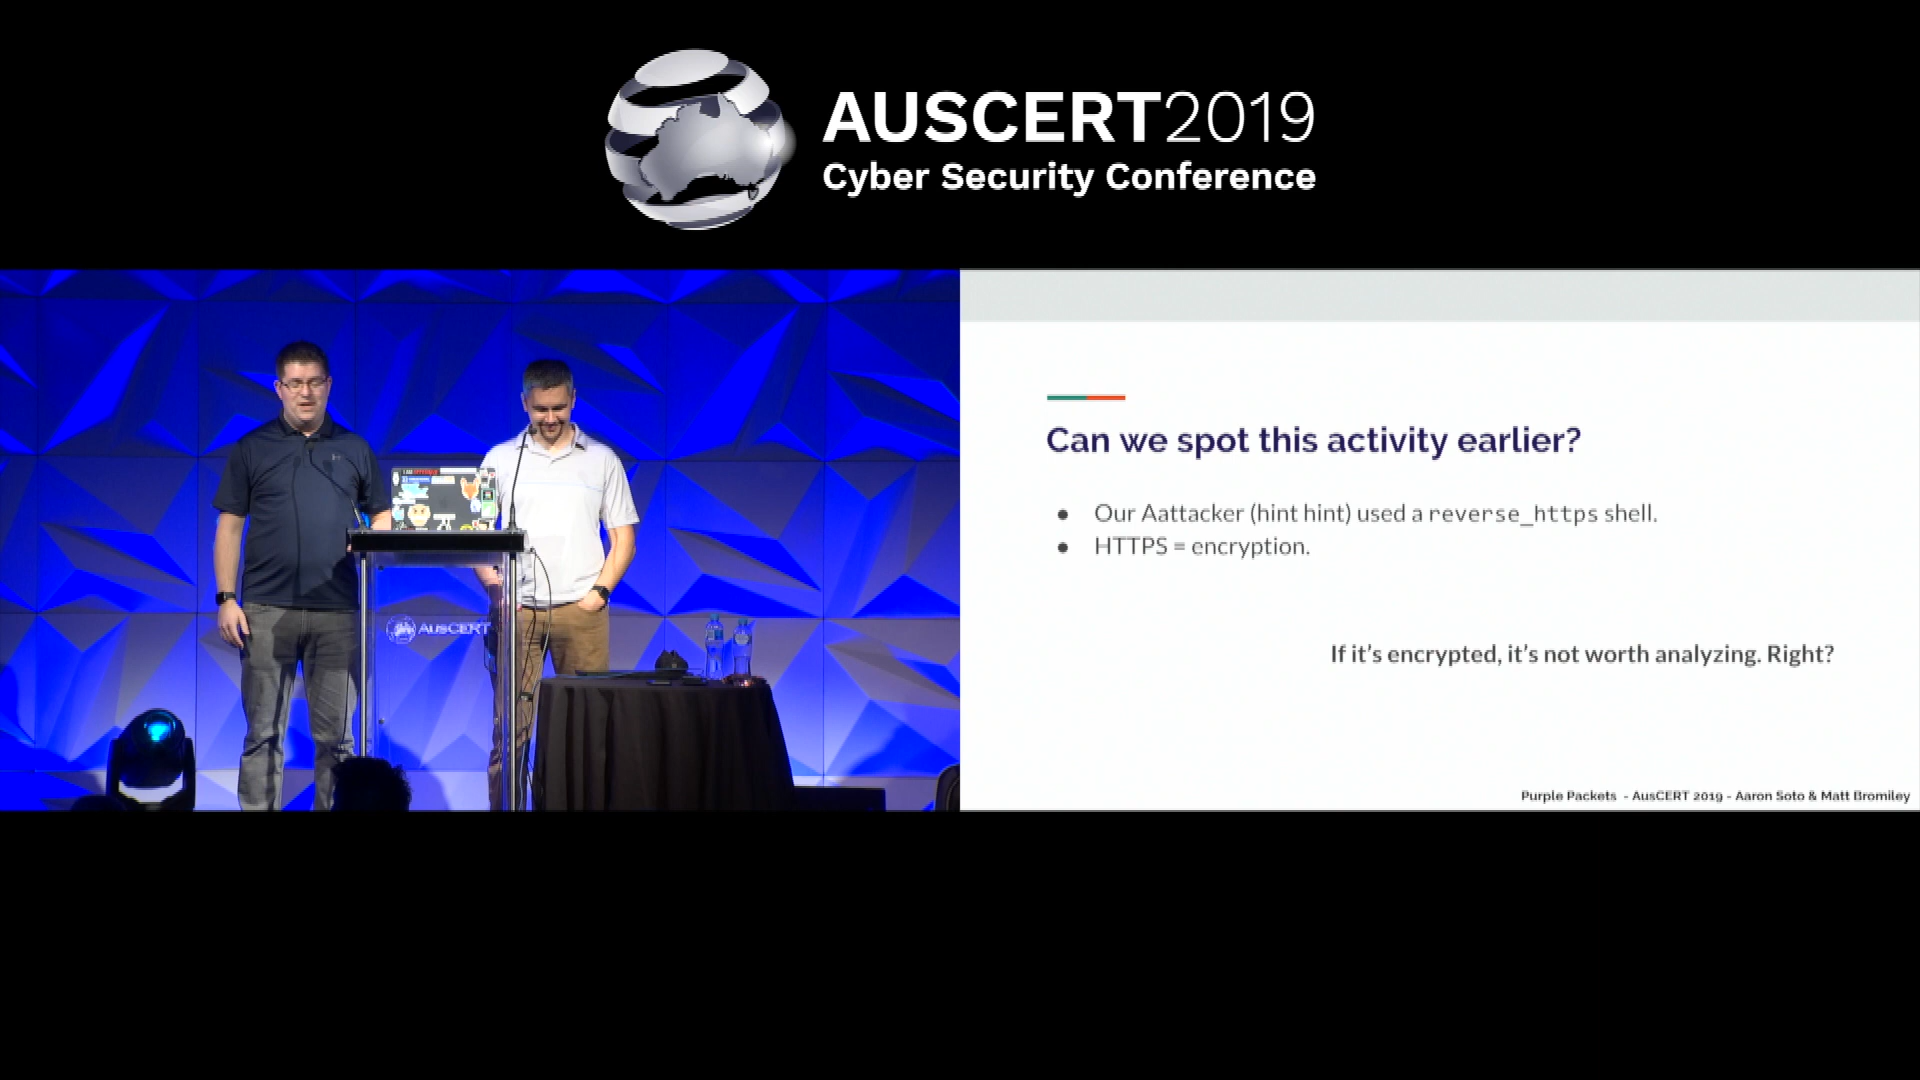 AUSCERT2019
Cyber Security Conference
AUSCERT
Can we spot this activity earlier?
● Our Aattacker (hint hint) used a reverse_https shell.
● HTTPS = encryption.
If it's encrypted, it's not worth analyzing. Right?
Purple Packets - AusCERT 2019 - Aaron Soto & Matt Bromiley